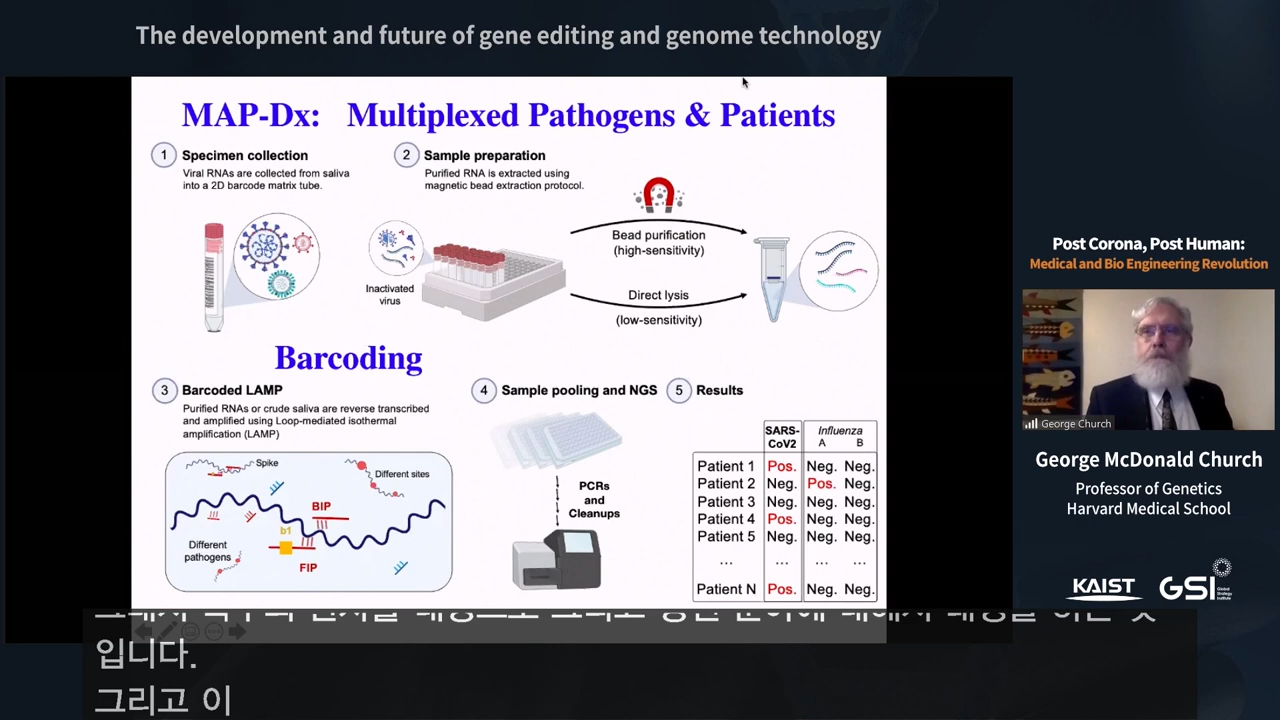 The development and future of gene editing and genome technology
MAP-Dx: Multiplexed Pathogens & Patients
1 Specimen collection
Viral RNAs are collected from saliva
into a 2D barcode matrix tube.
2 Sample preparation
Purified RNA is extracted using
magnetic bead extraction protocol.
Inactivated
virus
Bead purification
(high-sensitivity)
Direct lysis
(low-sensitivity)
Barcoding
3 Barcoded LAMP
Purified RNAs or crude saliva are reverse transcribed
and amplified using Loop-mediated isothermal
amplification (LAMP)
Spike
Different sites
BIP
b1
Different
pathogens
FIP
4 Sample pooling and NGS
PCRs
and
Cleanups
5 Results
SARS-
CoV2
Influenza
A B
Patient 1 Pos. Neg. Neg.
Patient 2 Neg. Pos. Neg.
Patient 3 Neg. Neg. Neg.
Patient 4 Pos. Neg. Neg.
Patient 5 Neg. Neg. Neg.
... ... ... ...
Patient N Pos. Neg. Neg.
Post Corona, Post Human:
Medical and Bio Engineering Revolution
George Church
George McDonald Church
Professor of Genetics
Harvard Medical School
KAIST GSI
Global
Strategy
Institute
입니다.
그리고 이